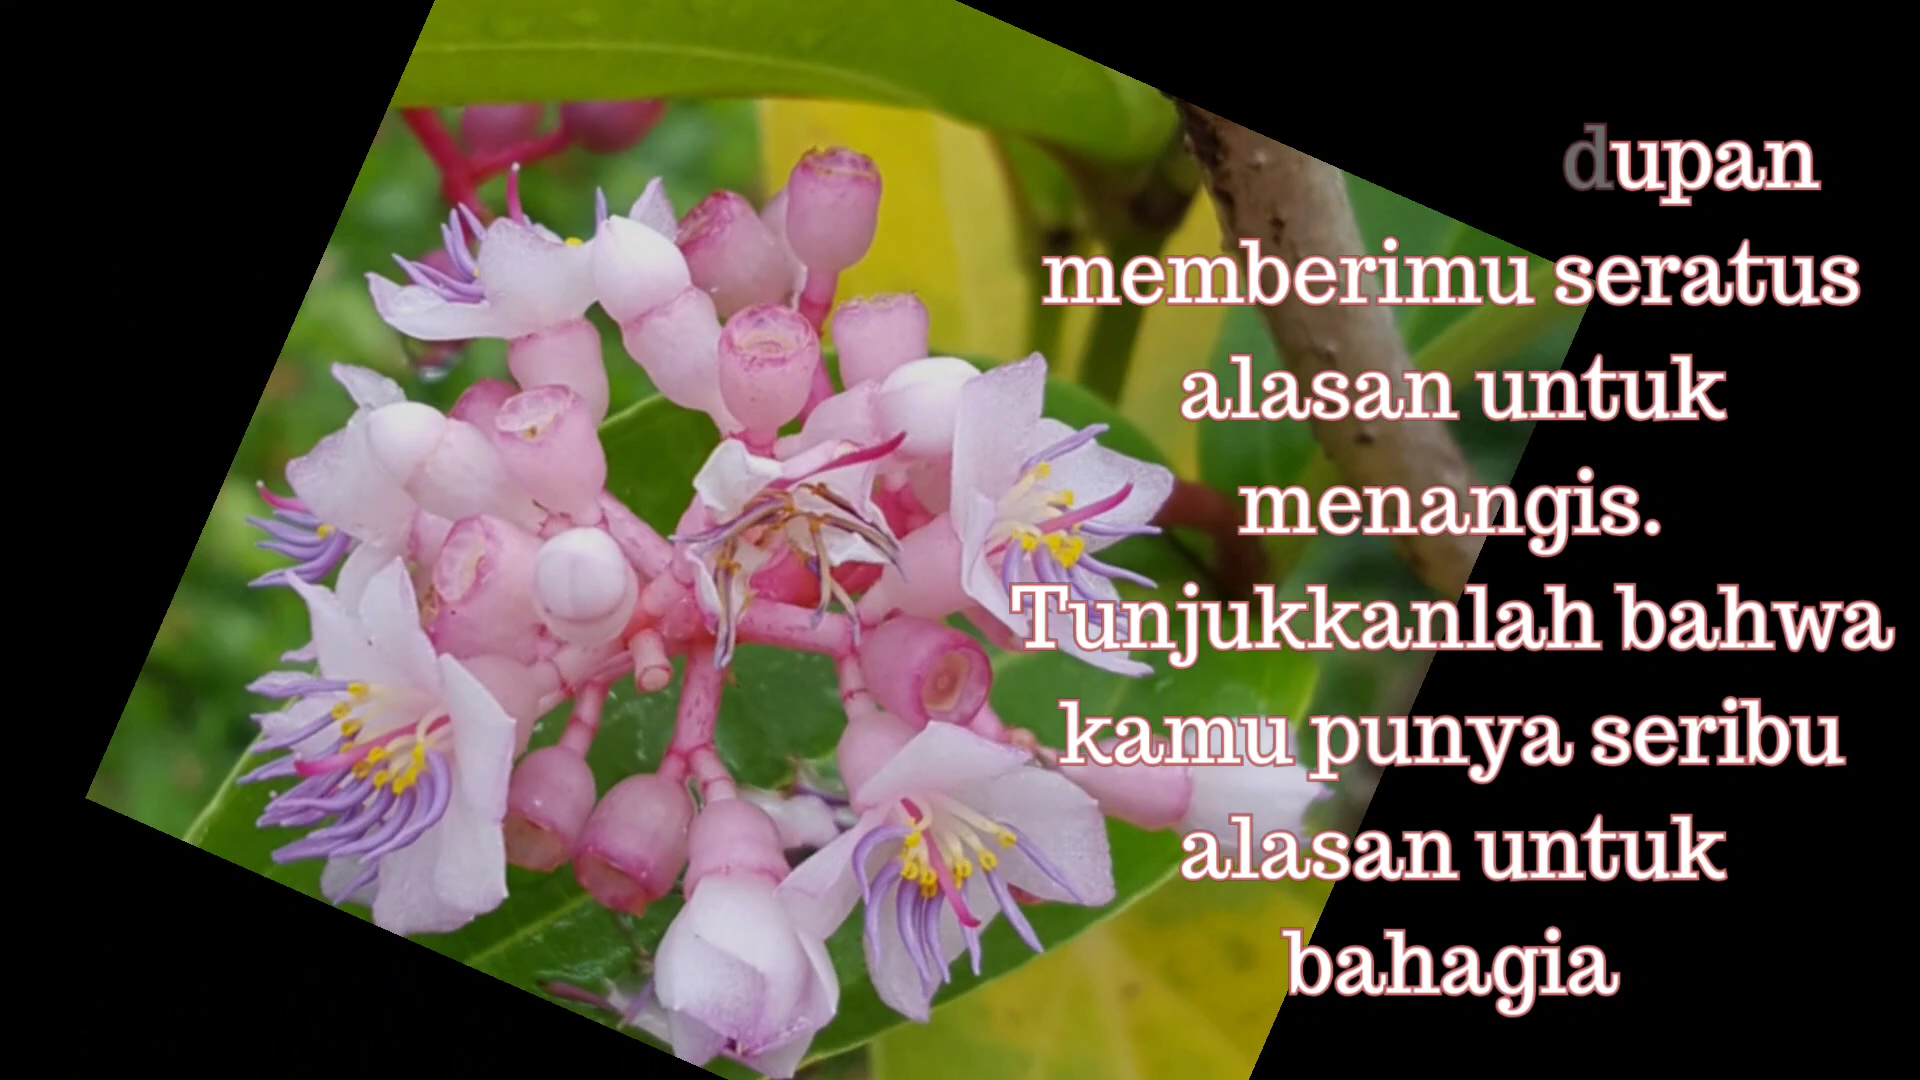 dupan
memberimu seratus
alasan untuk
menangis.
Tunjukkanlah bahwa
kamu punya seribu
alasan untuk
bahagia